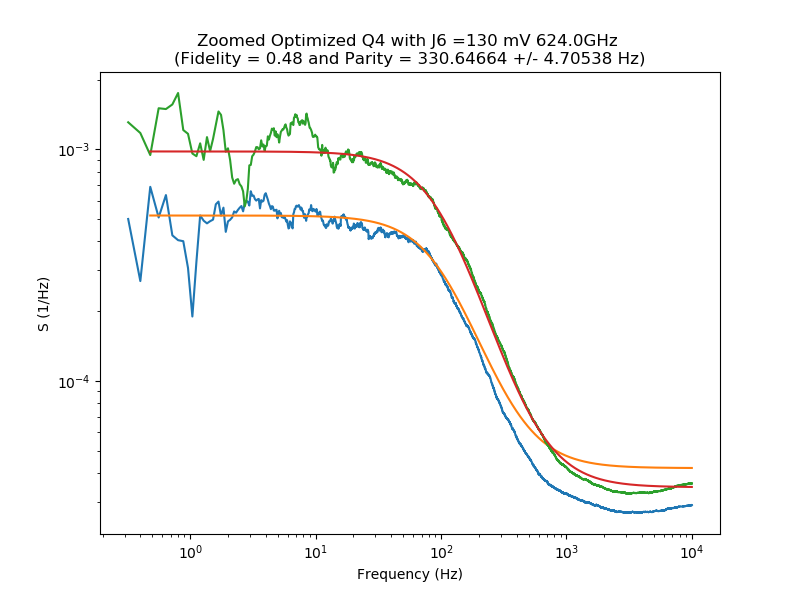 Zoomed Optimized Q4 with J6 =130 mV 624.0GHz
(Fidelity = 0.48 and Parity = 330.64664 +/- 4.70538 Hz)
10⁻³
10⁻⁴
S (1/Hz)
10⁰ 10¹ 10² 10³ 10⁴
Frequency (Hz)